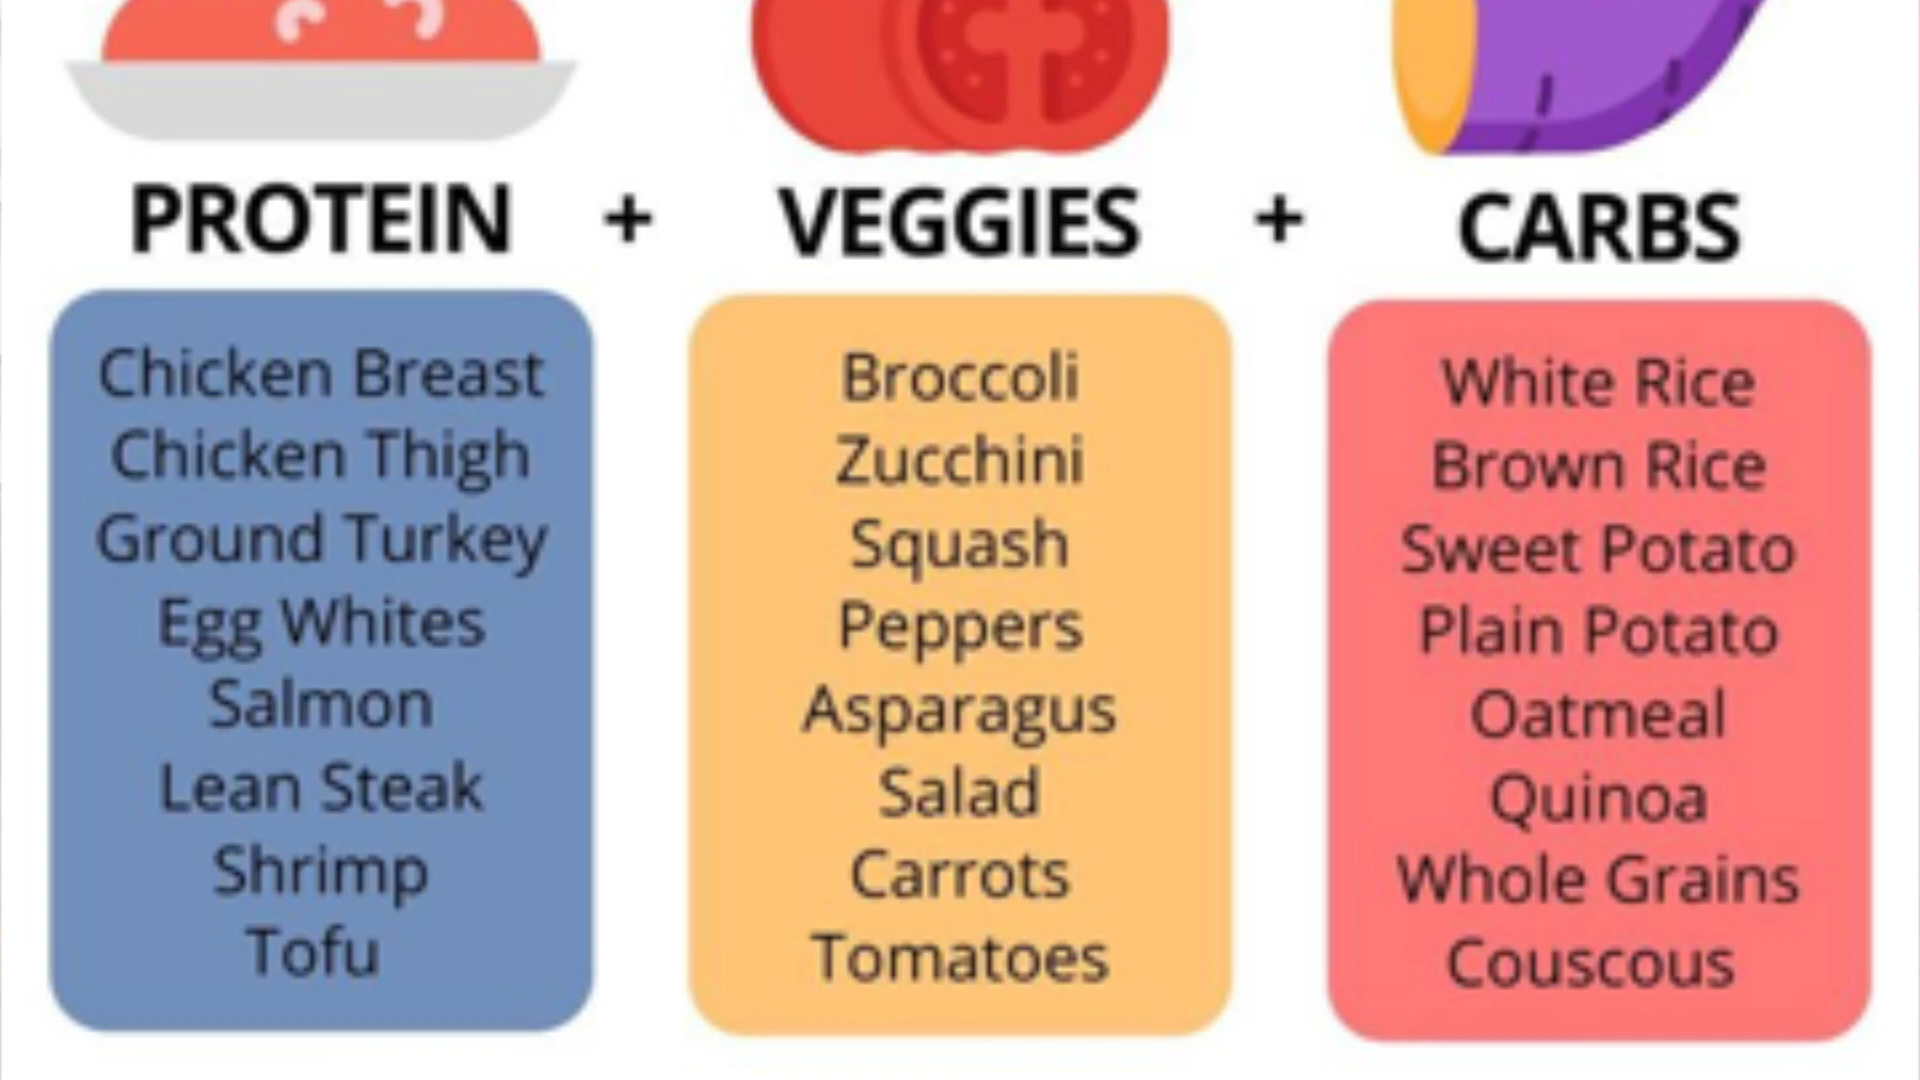 PROTEIN + VEGGIES + CARBS
Chicken Breast
Chicken Thigh
Ground Turkey
Egg Whites
Salmon
Lean Steak
Shrimp
Tofu
Broccoli
Zucchini
Squash
Peppers
Asparagus
Salad
Carrots
Tomatoes
White Rice
Brown Rice
Sweet Potato
Plain Potato
Oatmeal
Quinoa
Whole Grains
Couscous